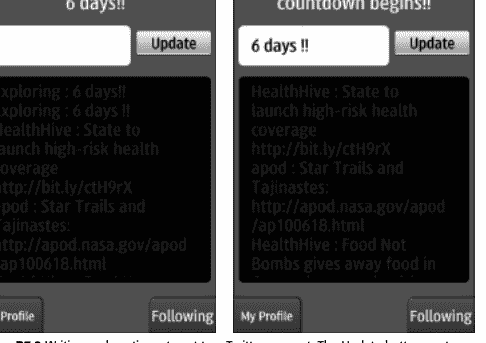 6 days!!
Update
xploring : 6 days!!
xploring : 6 days!!
HealthHive : State to
launch high-risk health
coverage
http://bit.ly/ctH9rX
apod : Star Trails and
Tajinastes:
http://apod.nasa.gov/apod
/ap100618.html
Profile
Following
countdown begins!!
6 days !!
Update
HealthHive : State to
launch high-risk health
coverage
http://bit.ly/ctH9rX
apod : Star Trails and
Tajinastes:
http://apod.nasa.gov/apod
/ap100618.html
HealthHive : Food Not
Bombs gives away food in
My Profile
Following